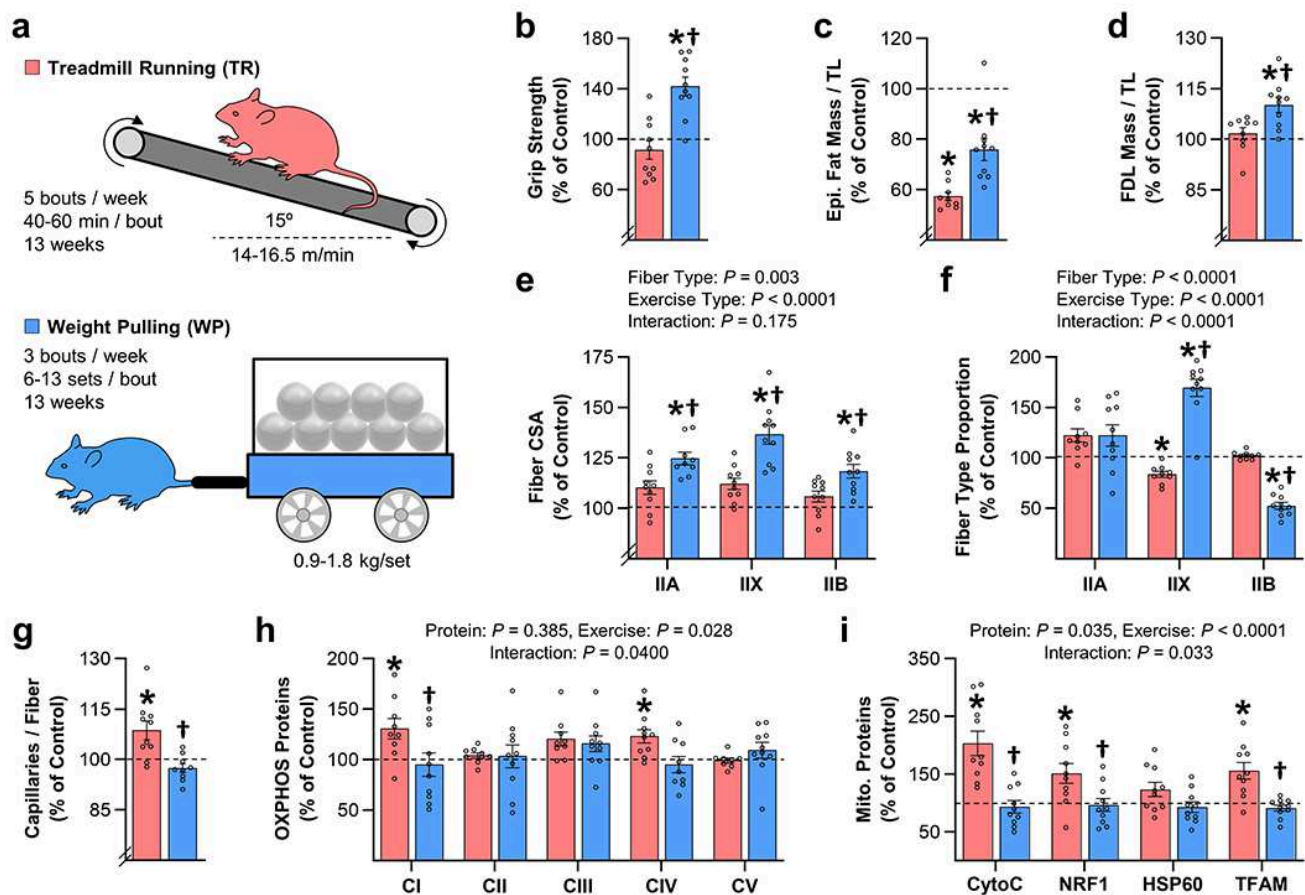 a
Treadmill Running (TR)
5 bouts / week
40-60 min / bout
13 weeks
15º
14-16.5 m/min
Weight Pulling (WP)
3 bouts / week
6-13 sets / bout
13 weeks
0.9-1.8 kg/set
b
Grip Strength
(% of Control)
180
140
100
60
*†
c
Epi. Fat Mass / TL
(% of Control)
120
100
80
60
*
*†
d
FDL Mass / TL
(% of Control)
130
115
100
85
*†
e
Fiber Type: P = 0.003
Exercise Type: P < 0.0001
Interaction: P = 0.175
Fiber CSA
(% of Control)
175
150
125
100
75
*†
*†
*†
IIA
IIX
IIB
f
Fiber Type: P < 0.0001
Exercise Type: P < 0.0001
Interaction: P < 0.0001
Fiber Type Proportion
(% of Control)
200
150
100
50
*
*†
*†
IIA
IIX
IIB
g
Capillaries / Fiber
(% of Control)
130
115
100
85
*
†
h
Protein: P = 0.385, Exercise: P = 0.028
Interaction: P = 0.0400
OXPHOS Proteins
(% of Control)
200
150
100
50
*
†
*
CI
CII
CIII
CIV
CV
i
Protein: P = 0.035, Exercise: P < 0.0001
Interaction: P = 0.033
Mito. Proteins
(% of Control)
350
250
150
50
*
†
*
†
*
†
CytoC
NRF1
HSP60
TFAM